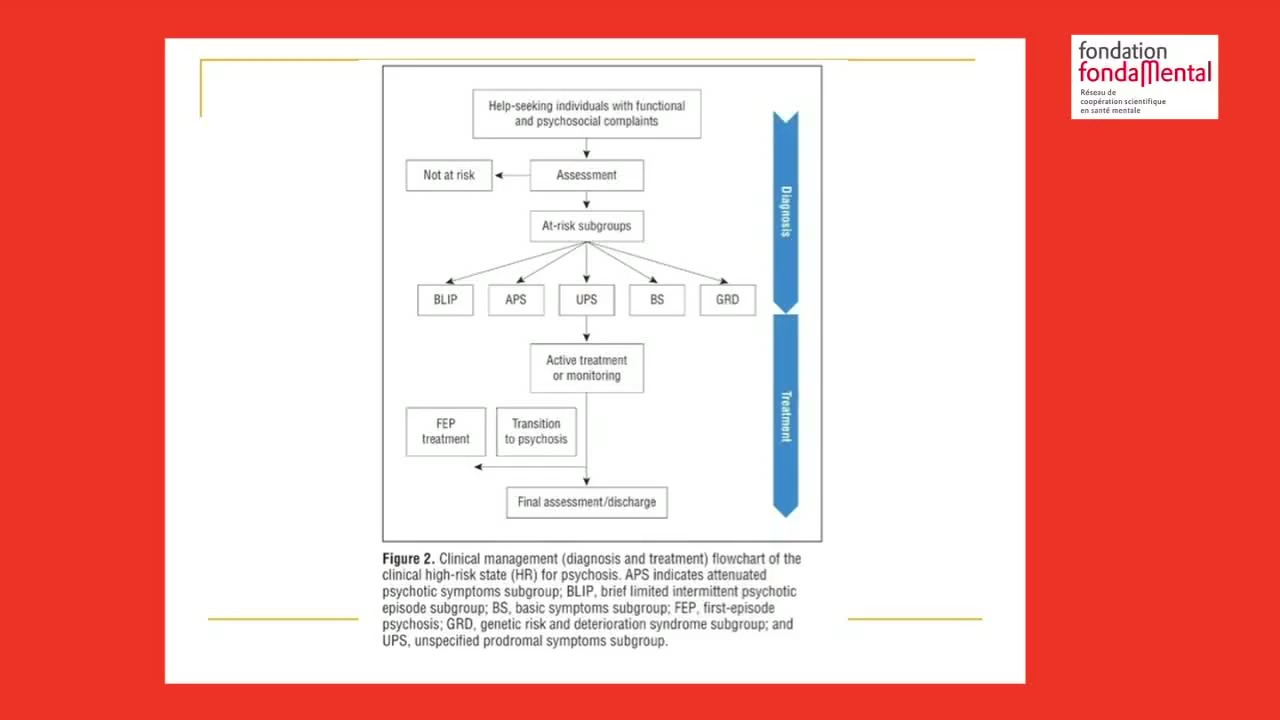 fondation
fondaMental
Réseau de
coopération scientifique
en santé mentale
Help-seeking individuals with functional
and psychosocial complaints
Not at risk
Assessment
At-risk subgroups
BLIP
APS
UPS
BS
GRD
Active treatment
or monitoring
FEP
treatment
Transition
to psychosis
Final assessment/discharge
Diagnosis
Treatment
Figure 2. Clinical management (diagnosis and treatment) flowchart of the
clinical high-risk state (HR) for psychosis. APS indicates attenuated
psychotic symptoms subgroup; BLIP, brief limited intermittent psychotic
episode subgroup; BS, basic symptoms subgroup; FEP, first-episode
psychosis; GRD, genetic risk and deterioration syndrome subgroup; and
UPS, unspecified prodromal symptoms subgroup.